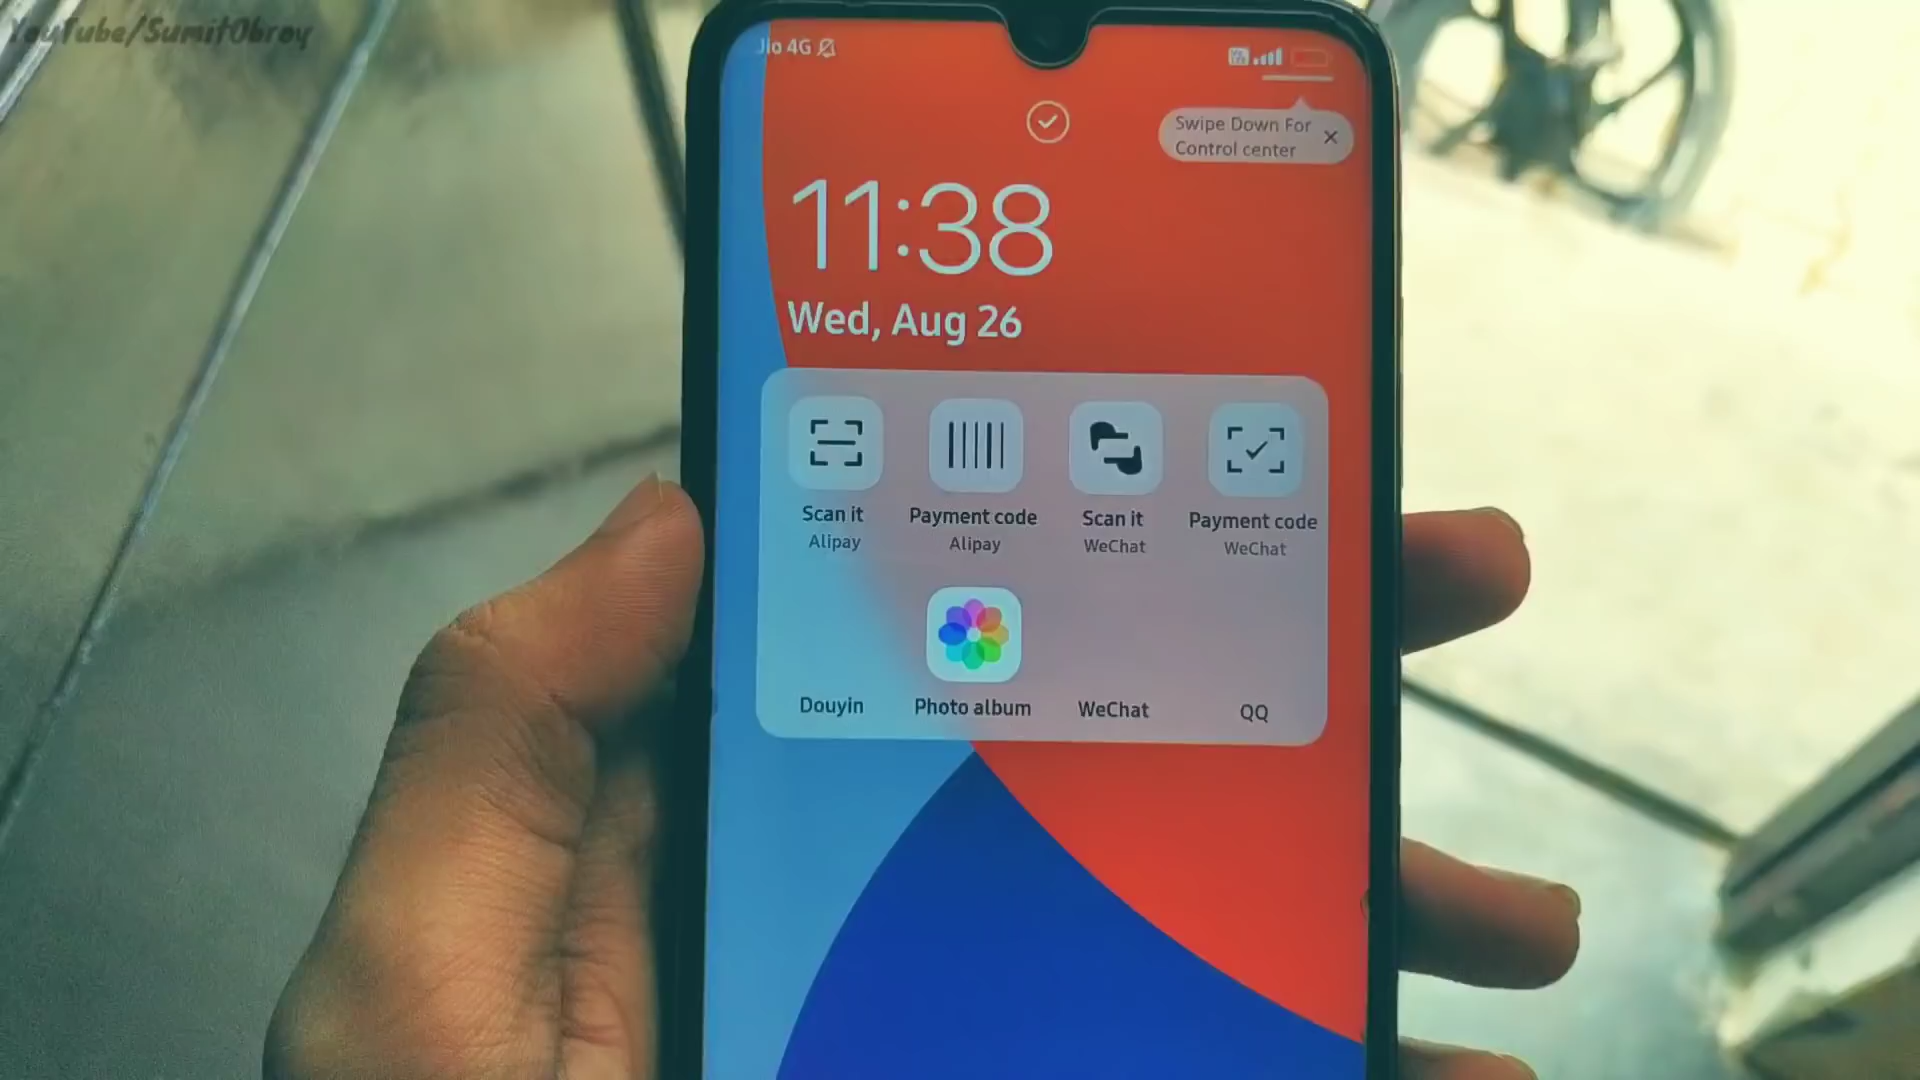 YouTube/SumitObroy
Jio 4G
Swipe Down For
Control center
11:38
Wed, Aug 26
Scan it
Alipay
Payment code
Alipay
Scan it
WeChat
Payment code
WeChat
Douyin
Photo album
WeChat
QQ